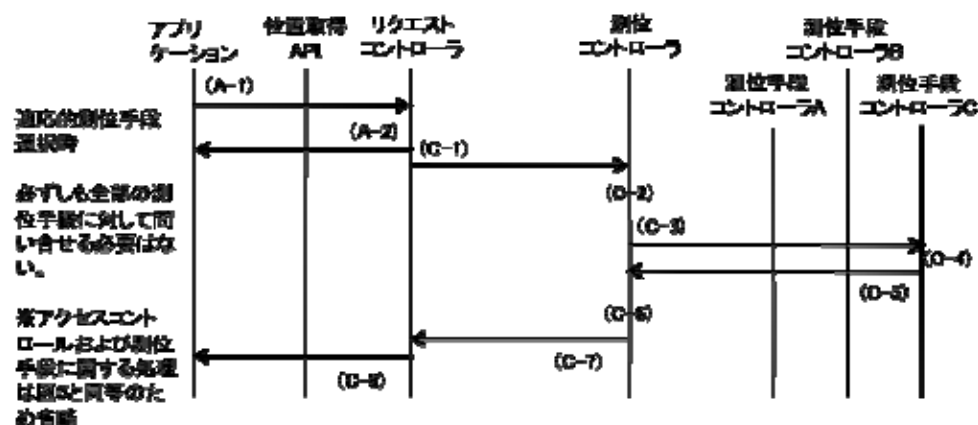 アプリ
ケーション
位置取得
API
リクエスト
コントローラ
測位
コントローラ
測位手段
コントローラB
測位手段
コントローラA
測位手段
コントローラC
(A-1)
適応的測位手段
選択時
(A-2)
(C-1)
必ずしも全部の測
位手段に対して問
い合せる必要はな
い。
(C-2)
(C-3)
(C-4)
(C-5)
※アクセスコント
ロールおよび測位
手段に関する処理
は図5と同等のた
め省略
(C-6)
(C-7)
(C-8)